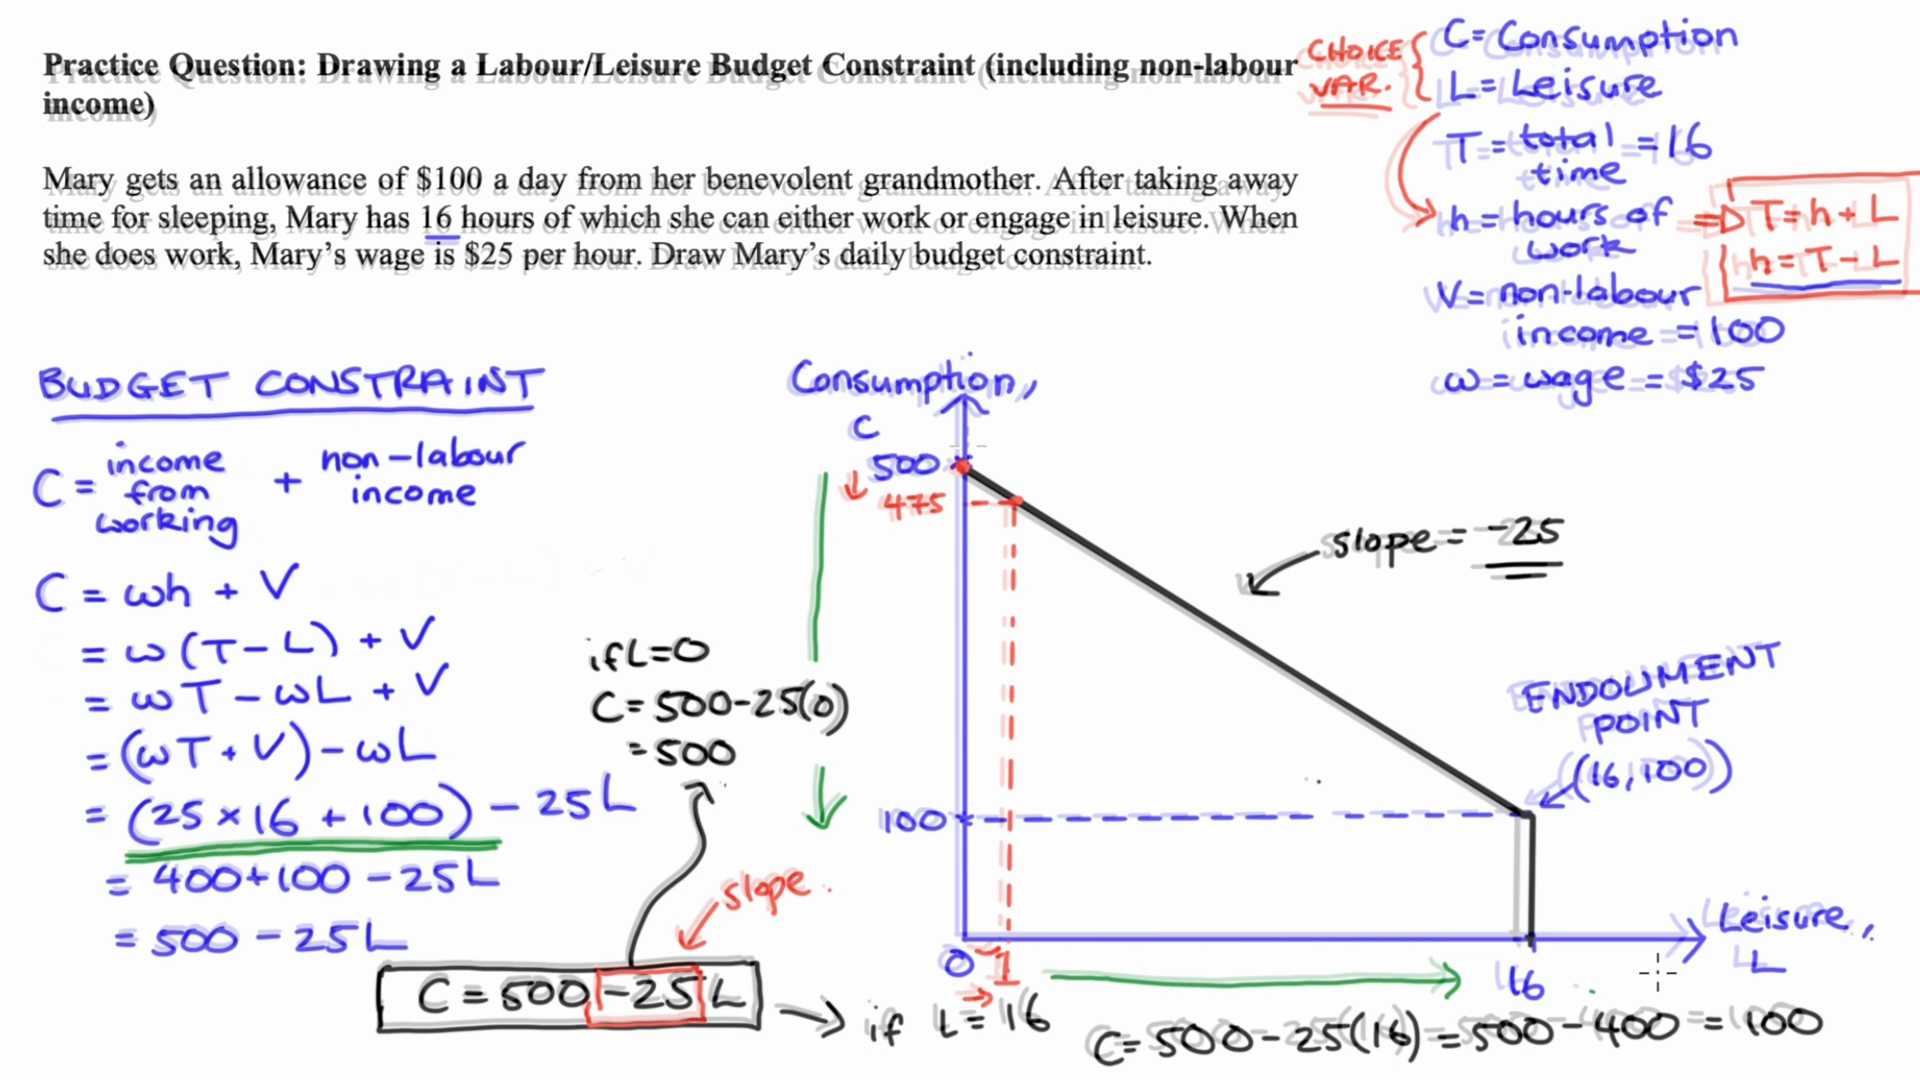 Practice Question: Drawing a Labour/Leisure Budget Constraint (including non-labour
income)
Mary gets an allowance of $100 a day from her benevolent grandmother. After taking away
time for sleeping, Mary has 16 hours of which she can either work or engage in leisure. When
she does work, Mary's wage is $25 per hour. Draw Mary's daily budget constraint.
CHOICE
VAR.
C = Consumption
L = Leisure
T = total = 16
time
h = hours of
work
⇒ T = h + L
h = T - L
V = non-labour
income = 100
w = wage = $25
BUDGET CONSTRAINT
C = income from working + non-labour income
C = wh + V
= w (T - L) + V
= wT - wL + V
= (wT + V) - wL
= (25 × 16 + 100) - 25L
= 400 + 100 - 25L
= 500 - 25L
C = 500 - 25 L
slope
if L = 0
C = 500 - 25(0)
= 500
Consumption,
C
500
↓ 475
100
0
1
16
Leisure,
L
slope = -25
ENDOWMENT
POINT
(16,100)
→ if L = 16
C = 500 - 25(16) = 500 - 400 = 100